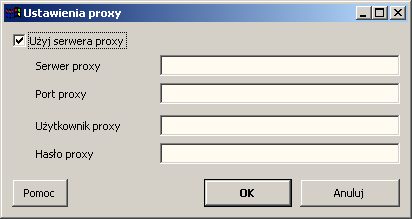 Ustawienia proxy
Użyj serwera proxy
Serwer proxy
Port proxy
Użytkownik proxy
Hasło proxy
Pomoc OK Anuluj